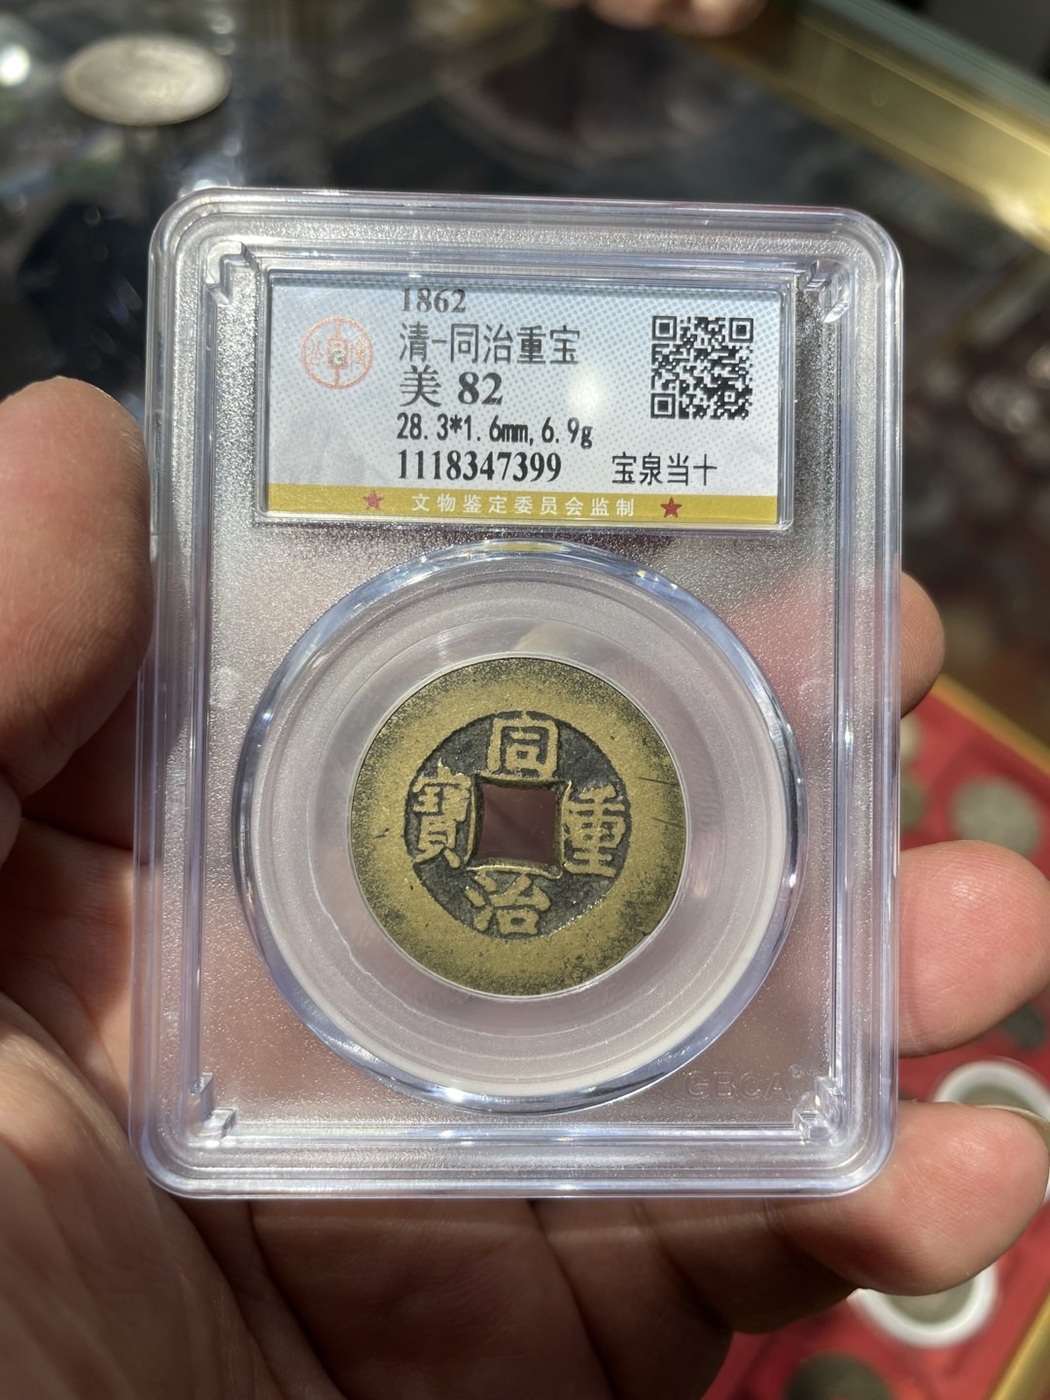 1862
清-同治重宝
美 82
28.3*1.6mm,6.9g
1118347399 宝泉当十
★ 文物鉴定委员会监制 ★
同
寶 重
治
GBCA